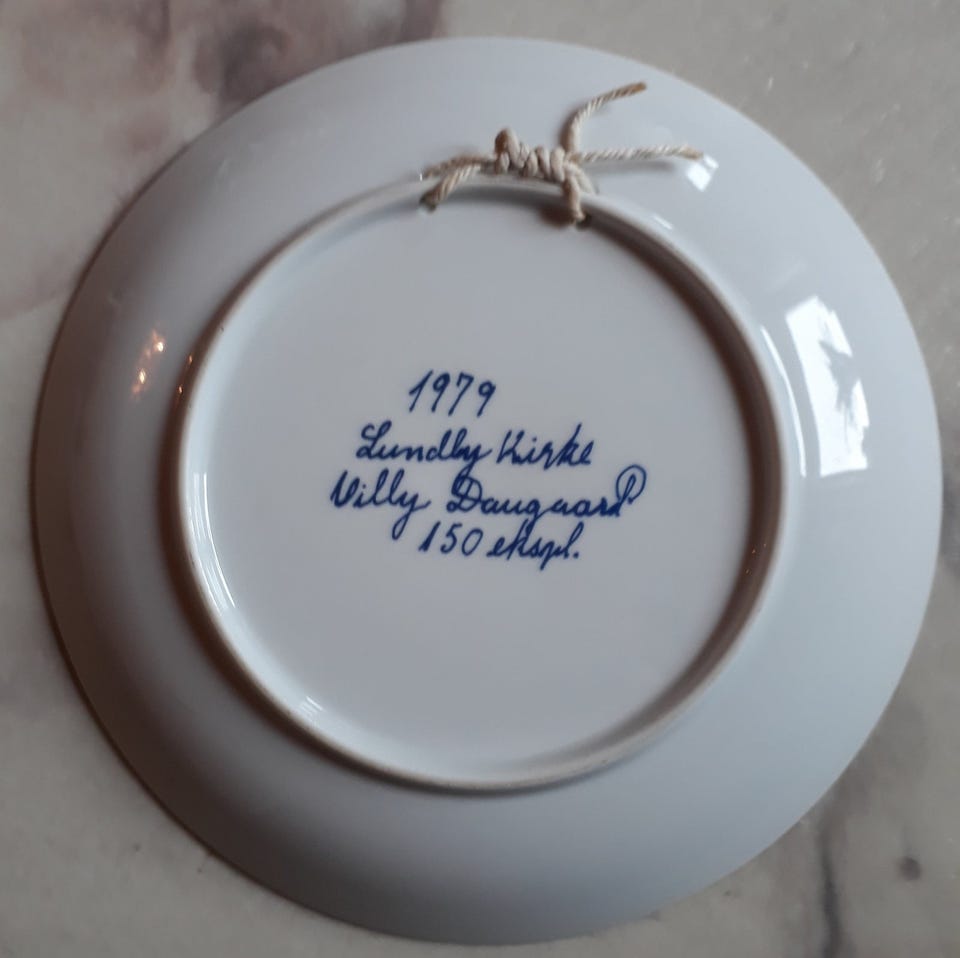 1979
Lundby Kirke
Villy Daugaard
150 ekspl.